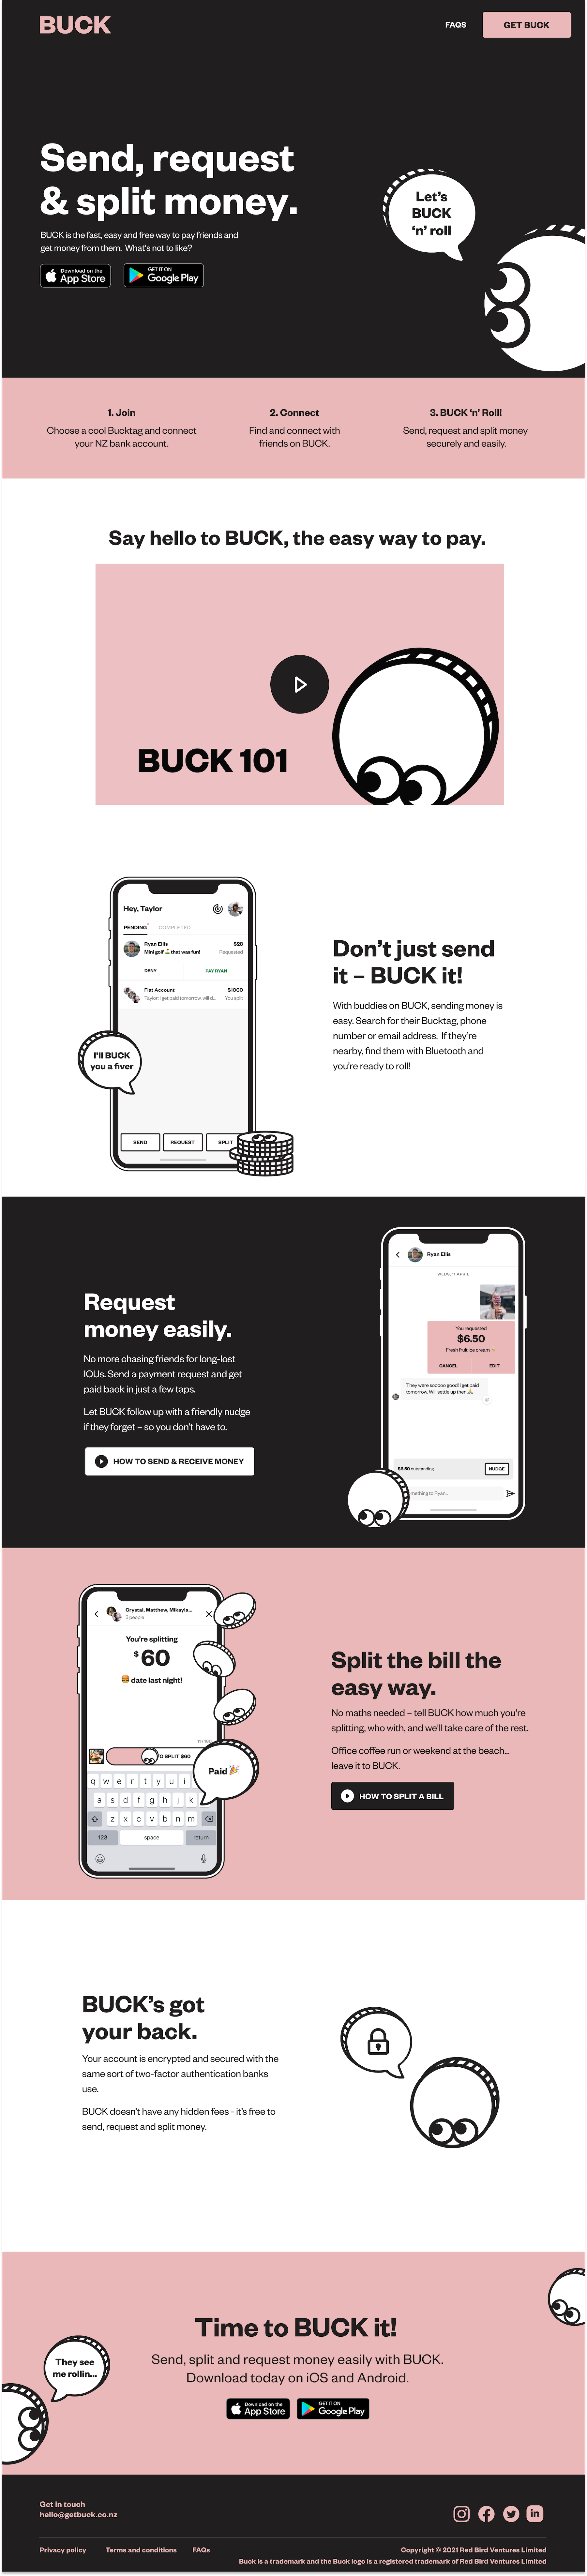 BUCK
FAQS
GET BUCK
Send, request
& split money.
BUCK is the fast, easy and free way to pay friends and
get money from them. What's not to like?
Download on the
App Store
GET IT ON
Google Play
Let's
BUCK
'n' roll
1. Join
Choose a cool Bucktag and connect
your NZ bank account.
2. Connect
Find and connect with
friends on BUCK.
3. BUCK 'n' Roll!
Send, request and split money
securely and easily.
Say hello to BUCK, the easy way to pay.
BUCK 101
Hey, Taylor
PENDING
COMPLETED
Ryan Ellis
$28
Mini golf ⛳ that was fun!
Requested
DENY
PAY RYAN
Flat Account
$1000
Taylor: I get paid tomorrow, will d...
You split
I'll BUCK
you a fiver
SEND
REQUEST
SPLIT
Don't just send
it – BUCK it!
With buddies on BUCK, sending money is
easy. Search for their Bucktag, phone
number or email address. If they're
nearby, find them with Bluetooth and
you're ready to roll!
Request
money easily.
No more chasing friends for long-lost
IOUs. Send a payment request and get
paid back in just a few taps.
Let BUCK follow up with a friendly nudge
if they forget – so you don't have to.
HOW TO SEND & RECEIVE MONEY
Ryan Ellis
WEDS, 11 APRIL
You requested
$6.50
Fresh fruit ice cream 🍦
CANCEL
EDIT
They were sooooo good! I get paid
tomorrow. Will settle up then 🙏
$6.50 outstanding
NUDGE
mething to Ryan...
Crystal, Matthew, Mikayla...
3 people
You're splitting
$ 60
🍔 date last night!
O SPLIT $60
Paid 🎉
q w e r t y u i
a s d f g h j k
z x c v b n m
123
space
return
Split the bill the
easy way.
No maths needed – tell BUCK how much you're
splitting, who with, and we'll take care of the rest.
Office coffee run or weekend at the beach...
leave it to BUCK.
HOW TO SPLIT A BILL
BUCK's got
your back.
Your account is encrypted and secured with the
same sort of two-factor authentication banks
use.
BUCK doesn't have any hidden fees - it's free to
send, request and split money.
Time to BUCK it!
They see
me rollin...
Send, split and request money easily with BUCK.
Download today on iOS and Android.
Download on the
App Store
GET IT ON
Google Play
Get in touch
hello@getbuck.co.nz
in
Privacy policy
Terms and conditions
FAQs
Copyright © 2021 Red Bird Ventures Limited
Buck is a trademark and the Buck logo is a registered trademark of Red Bird Ventures Limited